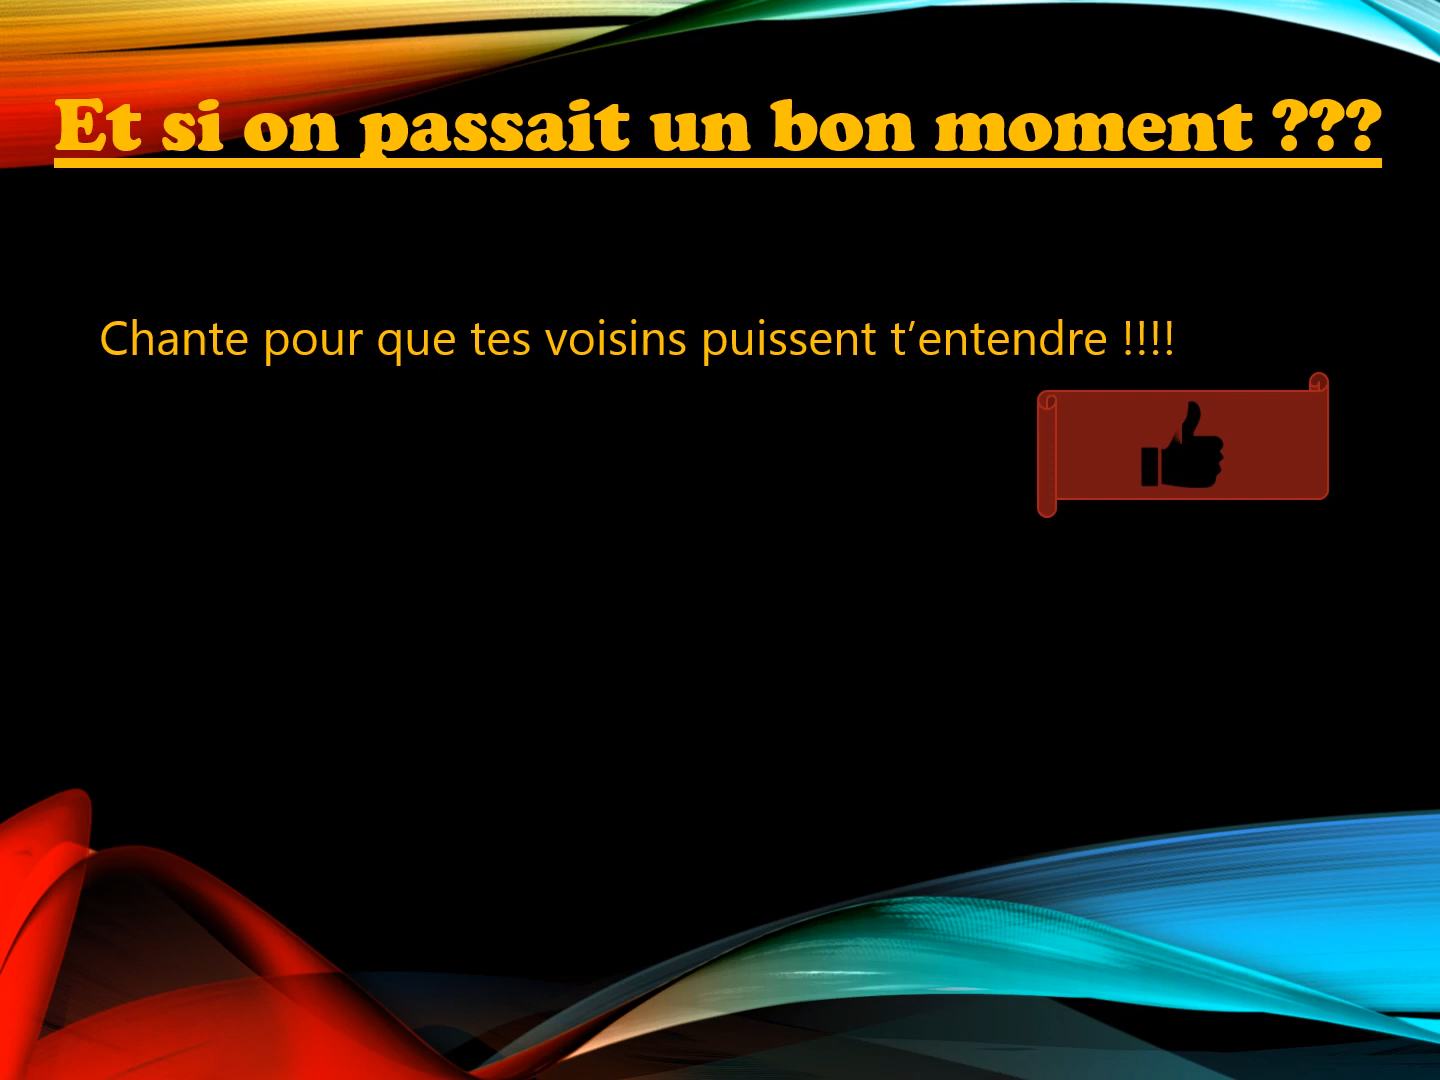 Et si on passait un bon moment ???
Chante pour que tes voisins puissent t’entendre !!!!